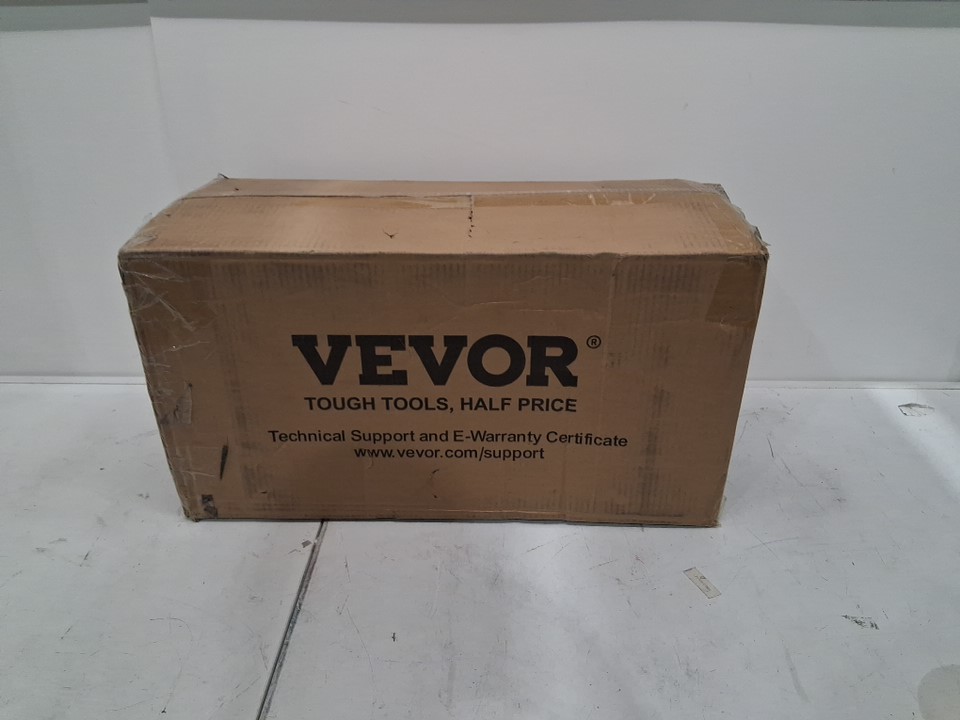 VEVOR®
TOUGH TOOLS, HALF PRICE
Technical Support and E-Warranty Certificate
www.vevor.com/support